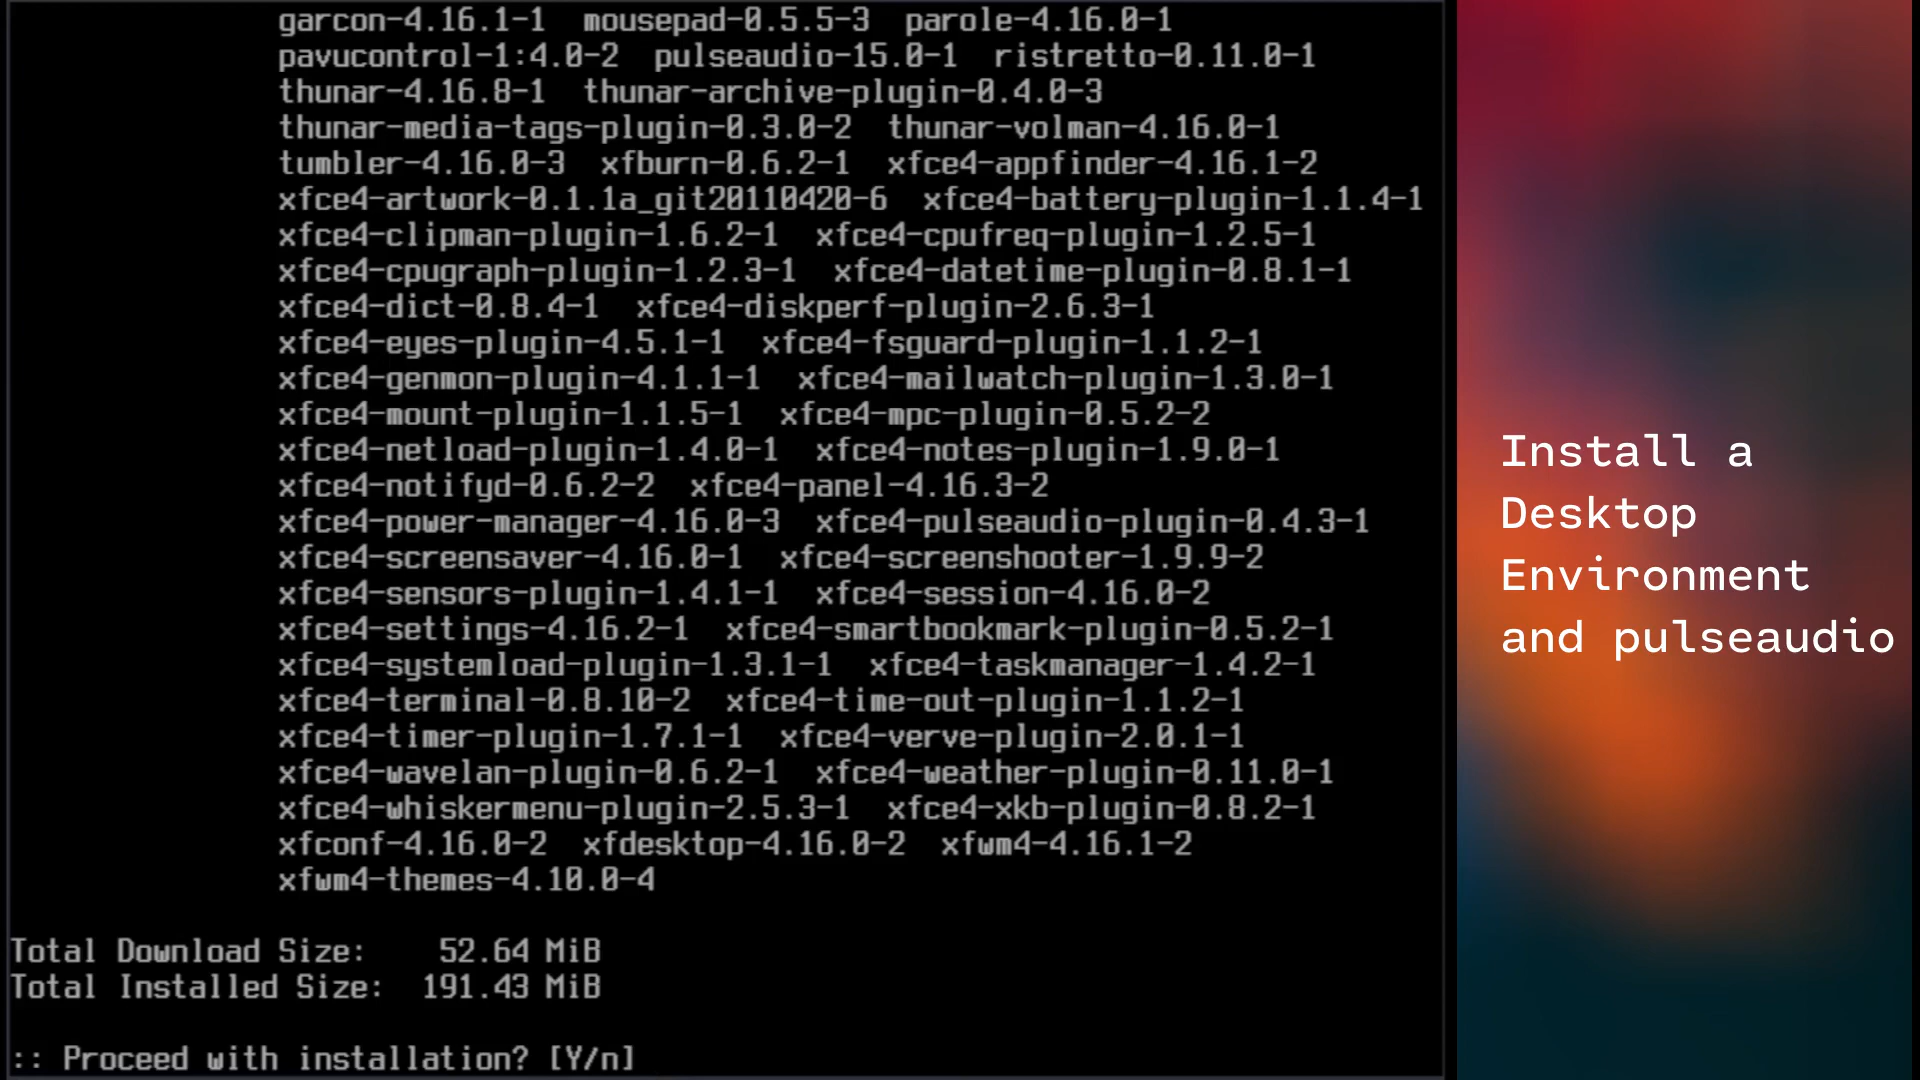 garcon-4.16.1-1  mousepad-0.5.5-3  parole-4.16.0-1
pavucontrol-1:4.0-2  pulseaudio-15.0-1  ristretto-0.11.0-1
thunar-4.16.8-1  thunar-archive-plugin-0.4.0-3
thunar-media-tags-plugin-0.3.0-2  thunar-volman-4.16.0-1
tumbler-4.16.0-3  xfburn-0.6.2-1  xfce4-appfinder-4.16.1-2
xfce4-artwork-0.1.1a_git20110420-6  xfce4-battery-plugin-1.1.4-1
xfce4-clipman-plugin-1.6.2-1  xfce4-cpufreq-plugin-1.2.5-1
xfce4-cpugraph-plugin-1.2.3-1  xfce4-datetime-plugin-0.8.1-1
xfce4-dict-0.8.4-1  xfce4-diskperf-plugin-2.6.3-1
xfce4-eyes-plugin-4.5.1-1  xfce4-fsguard-plugin-1.1.2-1
xfce4-genmon-plugin-4.1.1-1  xfce4-mailwatch-plugin-1.3.0-1
xfce4-mount-plugin-1.1.5-1  xfce4-mpc-plugin-0.5.2-2
xfce4-netload-plugin-1.4.0-1  xfce4-notes-plugin-1.9.0-1
xfce4-notifyd-0.6.2-2  xfce4-panel-4.16.3-2
xfce4-power-manager-4.16.0-3  xfce4-pulseaudio-plugin-0.4.3-1
xfce4-screensaver-4.16.0-1  xfce4-screenshooter-1.9.9-2
xfce4-sensors-plugin-1.4.1-1  xfce4-session-4.16.0-2
xfce4-settings-4.16.2-1  xfce4-smartbookmark-plugin-0.5.2-1
xfce4-systemload-plugin-1.3.1-1  xfce4-taskmanager-1.4.2-1
xfce4-terminal-0.8.10-2  xfce4-time-out-plugin-1.1.2-1
xfce4-timer-plugin-1.7.1-1  xfce4-verve-plugin-2.0.1-1
xfce4-wavelan-plugin-0.6.2-1  xfce4-weather-plugin-0.11.0-1
xfce4-whiskermenu-plugin-2.5.3-1  xfce4-xkb-plugin-0.8.2-1
xfconf-4.16.0-2  xfdesktop-4.16.0-2  xfwm4-4.16.1-2
xfwm4-themes-4.10.0-4
Total Download Size:    52.64 MiB
Total Installed Size:  191.43 MiB
:: Proceed with installation? [Y/n]
Install a
Desktop
Environment
and pulseaudio